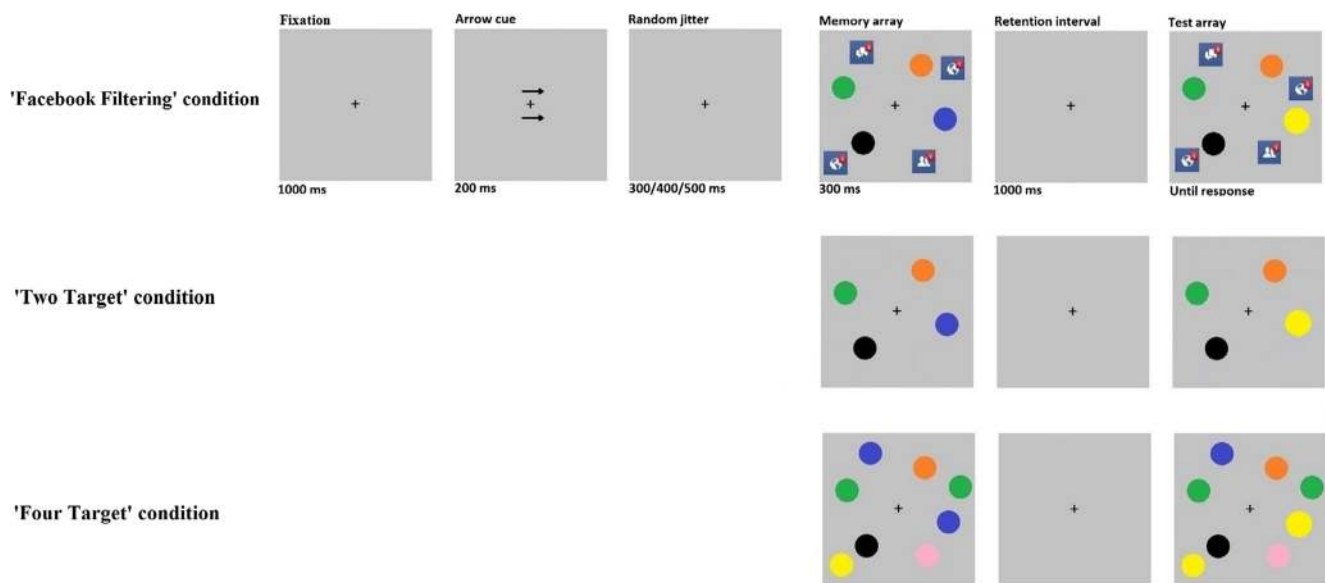 Fixation
Arrow cue
Random jitter
Memory array
Retention interval
Test array
'Facebook Filtering' condition
1000 ms
200 ms
300/400/500 ms
300 ms
1000 ms
Until response
'Two Target' condition
'Four Target' condition